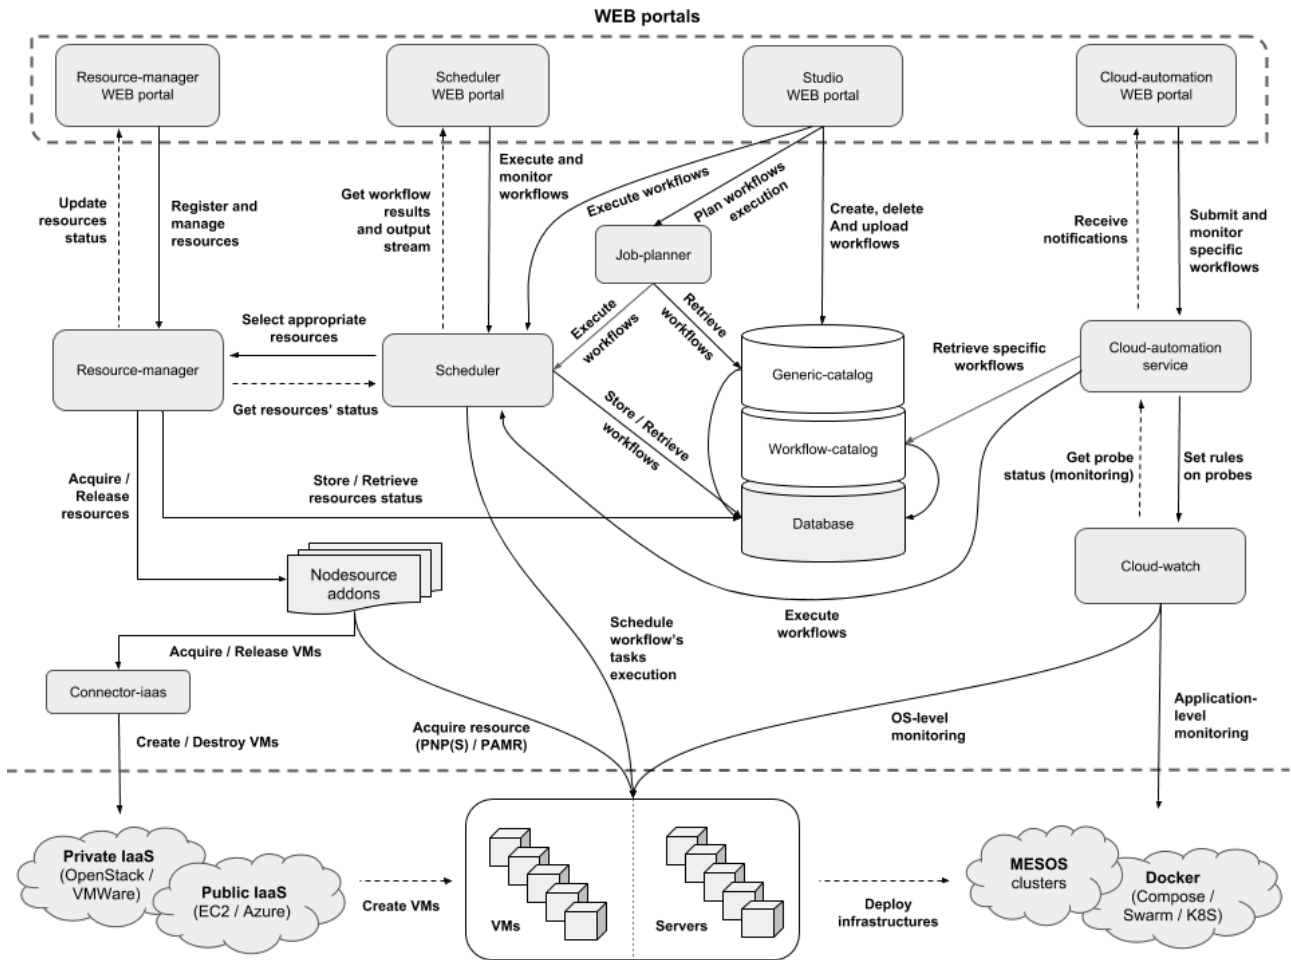 WEB portals
Resource-manager
WEB portal
Scheduler
WEB portal
Studio
WEB portal
Cloud-automation
WEB portal
Update
resources
status
Register and
manage
resources
Get workflow
results
and output
stream
Execute and
monitor
workflows
Execute workflows
Plan workflows
execution
Create, delete
And upload
workflows
Receive
notifications
Submit and
monitor
specific
workflows
Job-planner
Execute
workflows
Retrieve
workflows
Select appropriate
resources
Resource-manager
Get resources' status
Scheduler
Store / Retrieve
workflows
Generic-catalog
Workflow-catalog
Database
Retrieve specific
workflows
Cloud-automation
service
Get probe
status (monitoring)
Set rules
on probes
Acquire /
Release
resources
Store / Retrieve
resources status
Nodesource
addons
Cloud-watch
Execute
workflows
Schedule
workflow's
tasks
execution
Acquire / Release VMs
Connector-iaas
Create / Destroy VMs
Acquire resource
(PNP(S) / PAMR)
OS-level
monitoring
Application-
level
monitoring
Private IaaS
(OpenStack /
VMWare)
Public IaaS
(EC2 / Azure)
Create VMs
VMs
Servers
Deploy
infrastructures
MESOS
clusters
Docker
(Compose /
Swarm / K8S)